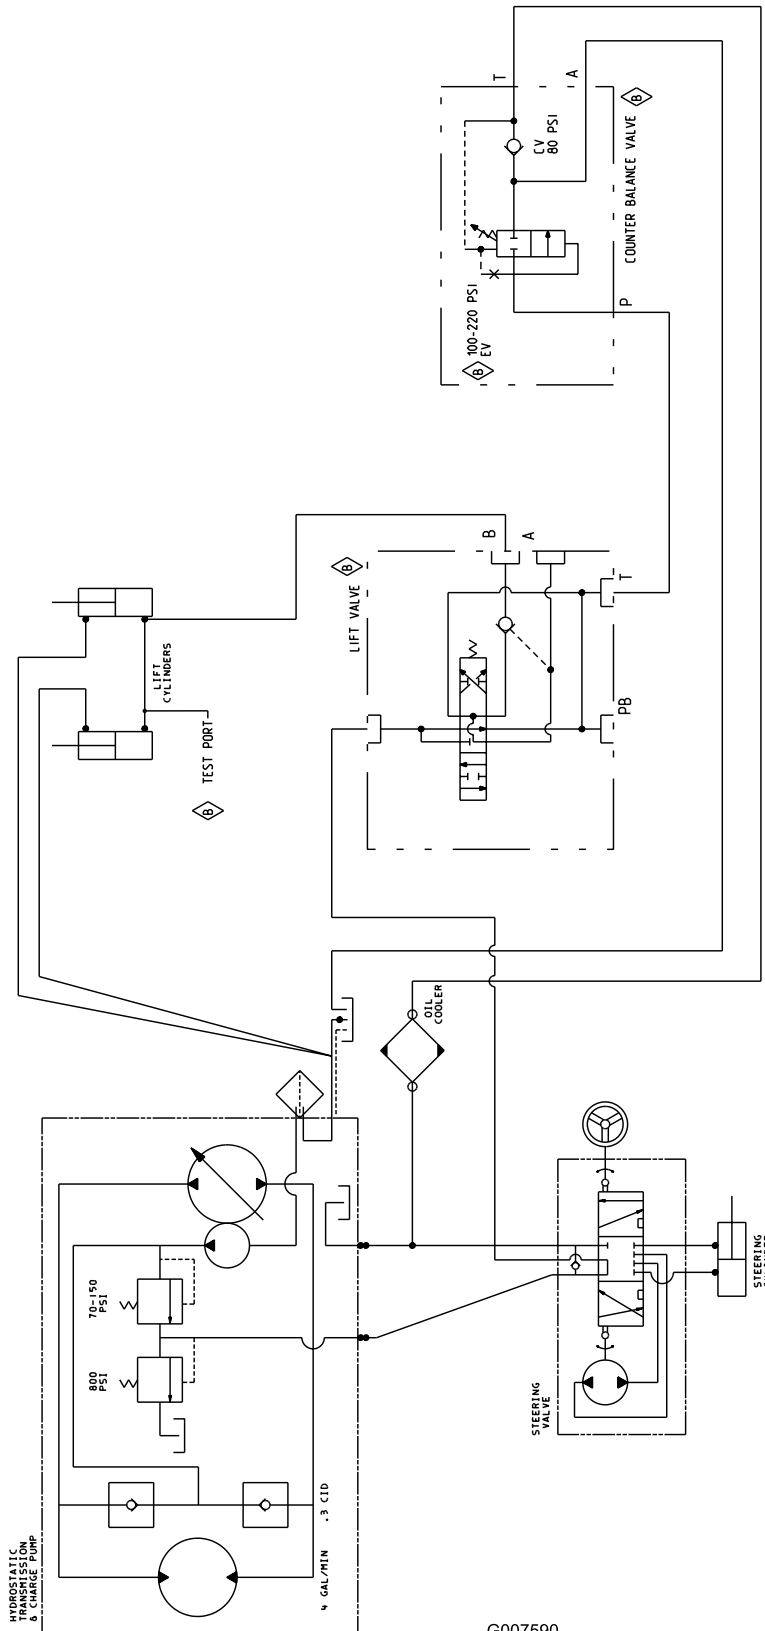 T
A
B
CV
80 PSI
COUNTER BALANCE VALVE
P
100-220 PSI
EV
B
B
A
B
LIFT VALVE
T
PB
LIFT
CYLINDERS
TEST PORT
B
OIL
COOLER
70-150
PSI
800
PSI
STEERING
STEERING
VALVE
.3 CID
4 GAL/MIN
HYDROSTATIC
TRANSMISSION
& CHARGE PUMP
G007590